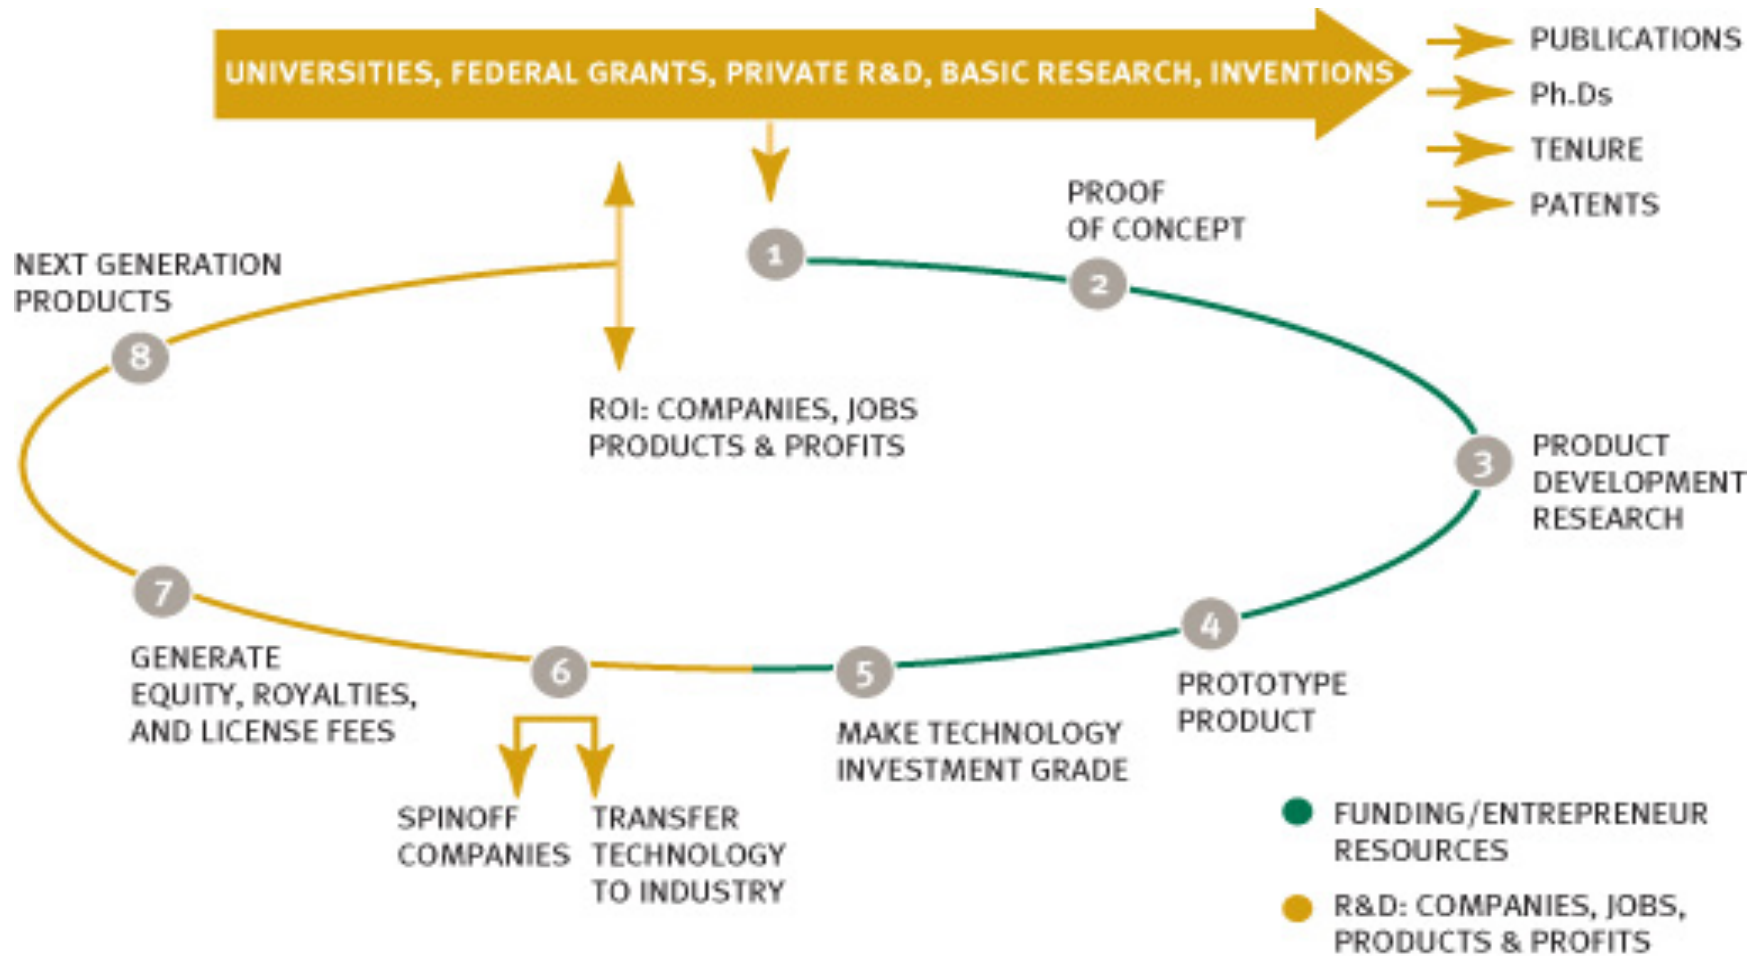 UNIVERSITIES, FEDERAL GRANTS, PRIVATE R&D, BASIC RESEARCH, INVENTIONS
PUBLICATIONS
Ph.Ds
TENURE
PATENTS
1
PROOF
OF CONCEPT
2
3
PRODUCT
DEVELOPMENT
RESEARCH
4
PROTOTYPE
PRODUCT
5
MAKE TECHNOLOGY
INVESTMENT GRADE
6
SPINOFF
COMPANIES
TRANSFER
TECHNOLOGY
TO INDUSTRY
7
GENERATE
EQUITY, ROYALTIES,
AND LICENSE FEES
NEXT GENERATION
PRODUCTS
8
ROI: COMPANIES, JOBS
PRODUCTS & PROFITS
FUNDING/ENTREPRENEUR
RESOURCES
R&D: COMPANIES, JOBS,
PRODUCTS & PROFITS